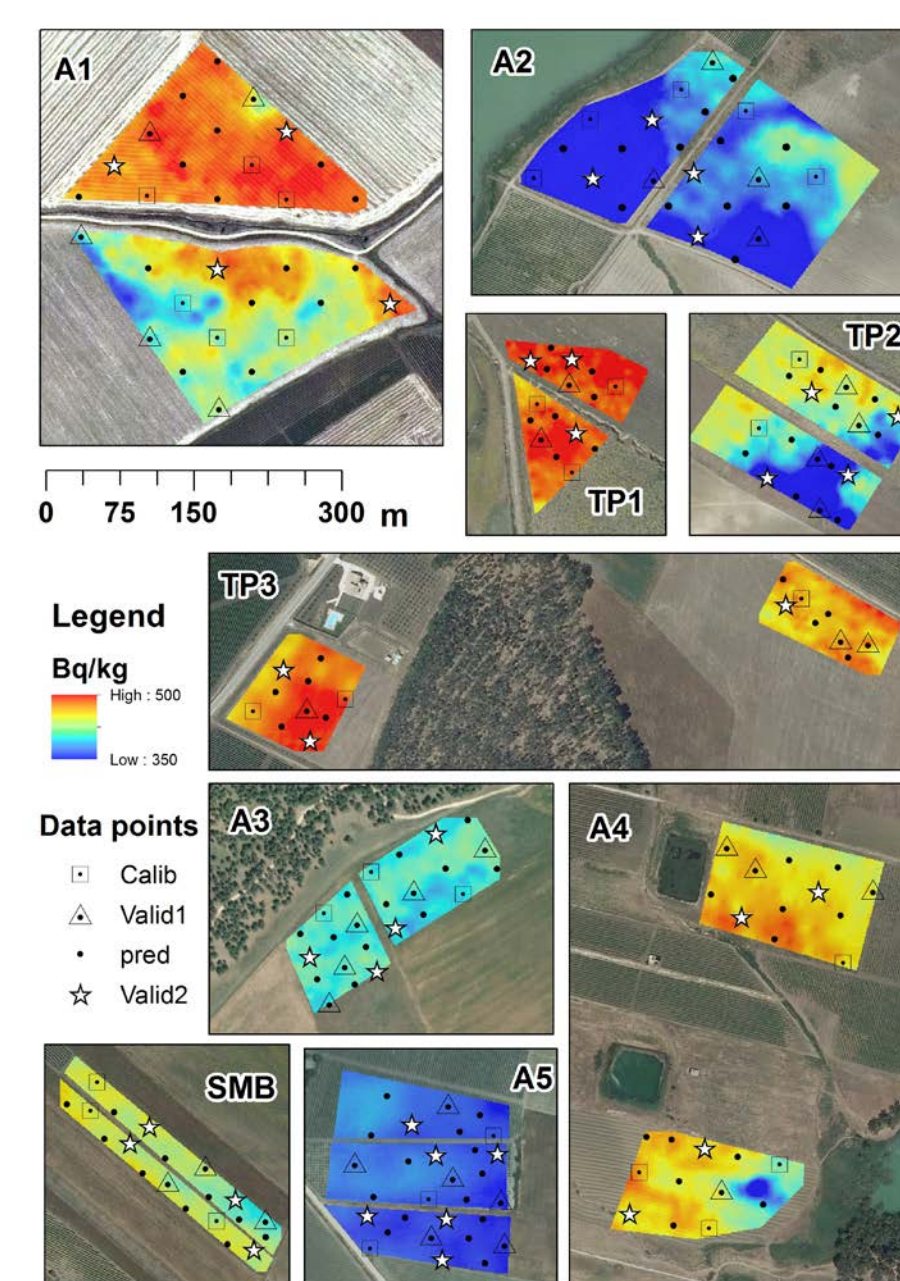 A1
A2
TP1
TP2
0 75 150 300 m
TP3
Legend
Bq/kg
High : 500
Low : 350
Data points
Calib
Valid1
pred
Valid2
A3
A4
SMB
A5